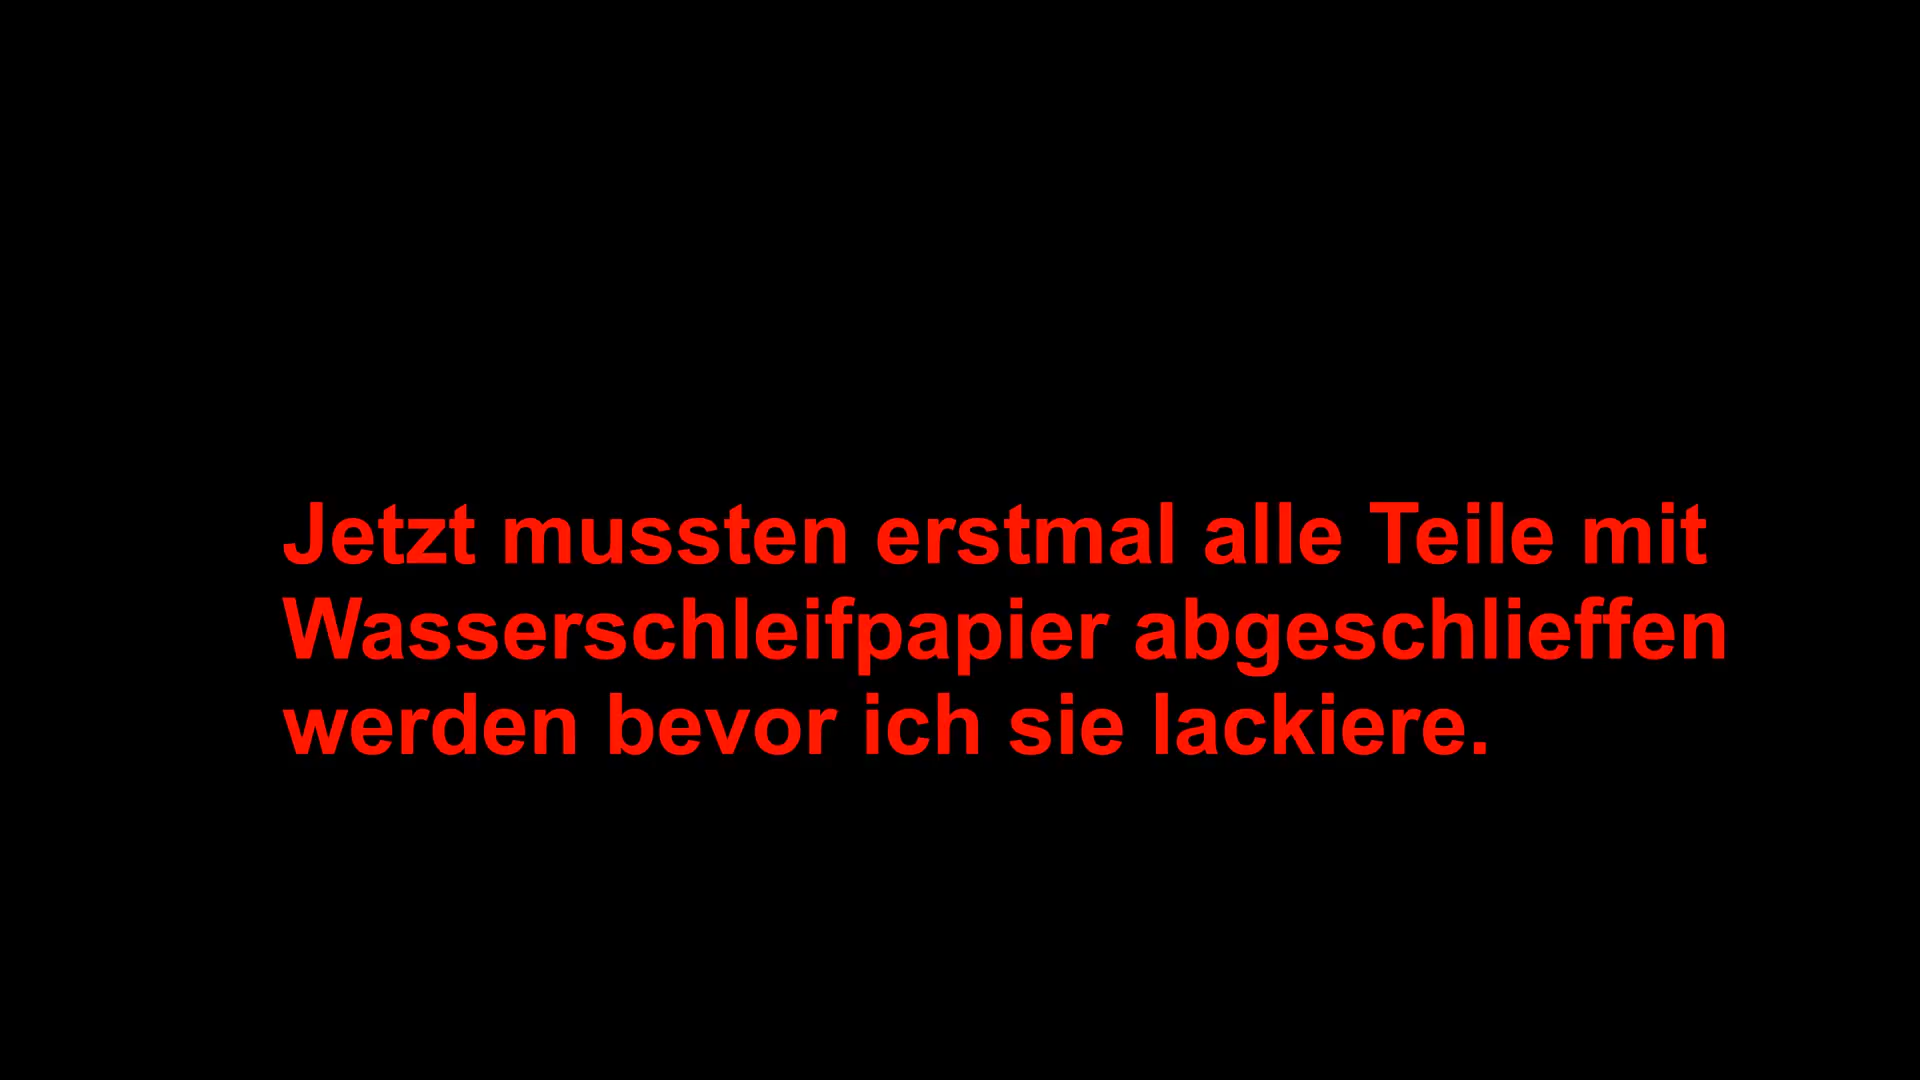 Jetzt mussten erstmal alle Teile mit
Wasserschleifpapier abgeschlieffen
werden bevor ich sie lackiere.